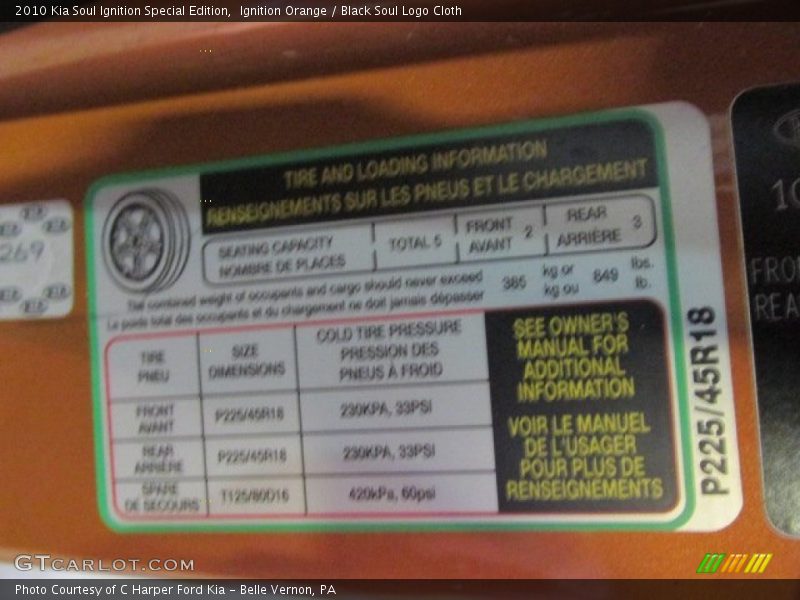 2010 Kia Soul Ignition Special Edition, Ignition Orange / Black Soul Logo Cloth
TIRE AND LOADING INFORMATION
RENSEIGNEMENTS SUR LES PNEUS ET LE CHARGEMENT
SEATING CAPACITY
NOMBRE DE PLACES
TOTAL 5
FRONT
AVANT 2
REAR
ARRIÈRE 3
The combined weight of occupants and cargo should never exceed 385 kg or 849 lbs.
Le poids total des occupants et du chargement ne doit jamais dépasser kg ou lb.
TIRE
PNEU
SIZE
DIMENSIONS
COLD TIRE PRESSURE
PRESSION DES
PNEUS À FROID
FRONT
AVANT
P225/45R18
230KPA, 33PSI
REAR
ARRIÈRE
P225/45R18
230KPA, 33PSI
SPARE
DE SECOURS
T125/80D16
420kPa, 60psi
SEE OWNER'S
MANUAL FOR
ADDITIONAL
INFORMATION
VOIR LE MANUEL
DE L'USAGER
POUR PLUS DE
RENSEIGNEMENTS
P225/45R18
269
10
FRO
REA
GTCARLOT.COM
Photo Courtesy of C Harper Ford Kia - Belle Vernon, PA